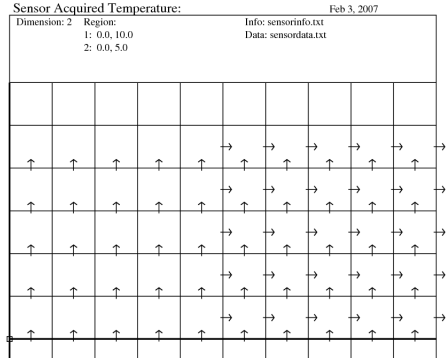 Sensor Acquired Temperature: Feb 3, 2007
Dimension: 2 Region: Info: sensorinfo.txt
1: 0.0, 10.0 Data: sensordata.txt
2: 0.0, 5.0